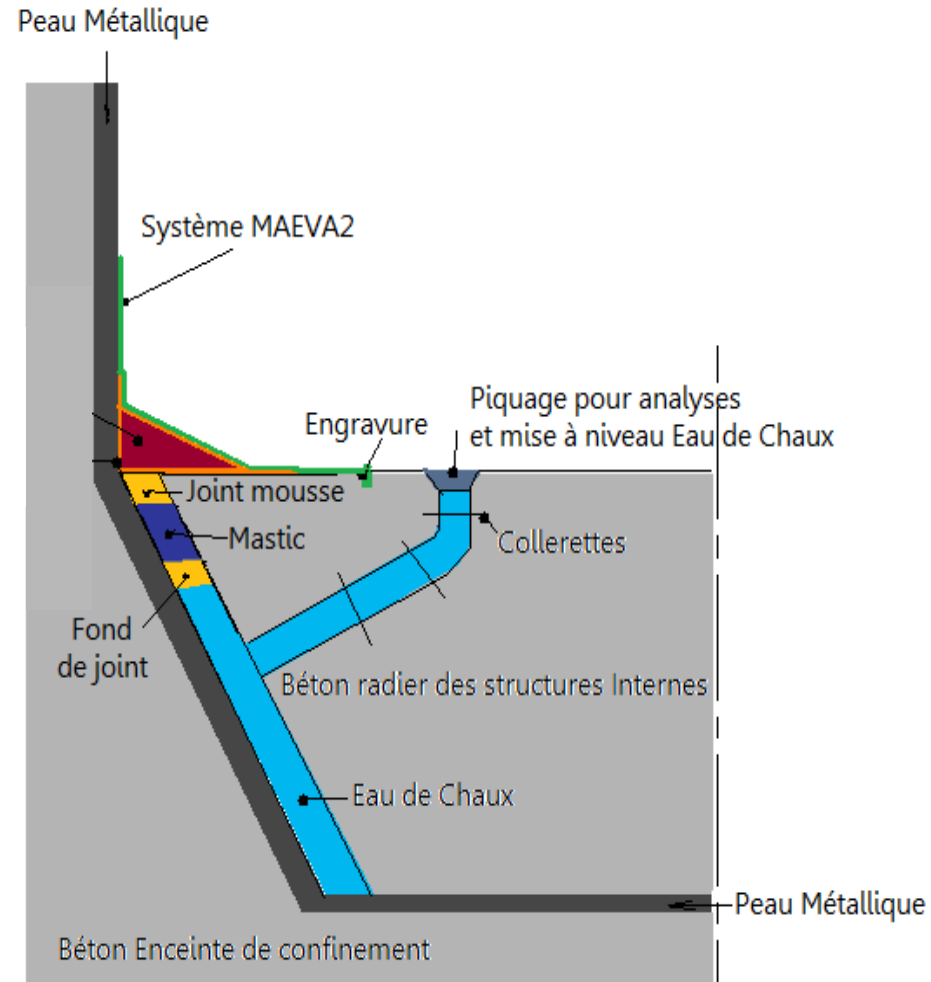 Peau Métallique
Système MAEVA2
Engravure
Piquage pour analyses
et mise à niveau Eau de Chaux
Joint mousse
Mastic
Collerettes
Fond
de joint
Béton radier des structures Internes
Eau de Chaux
Peau Métallique
Béton Enceinte de confinement